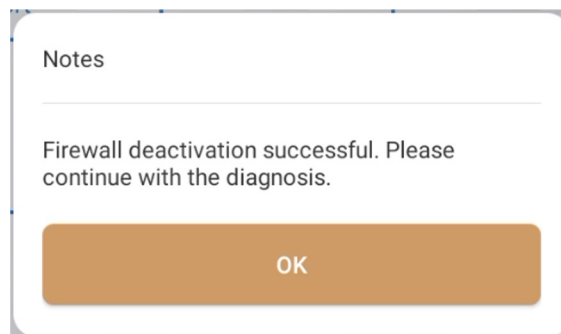 Notes
Firewall deactivation successful. Please
continue with the diagnosis.
OK